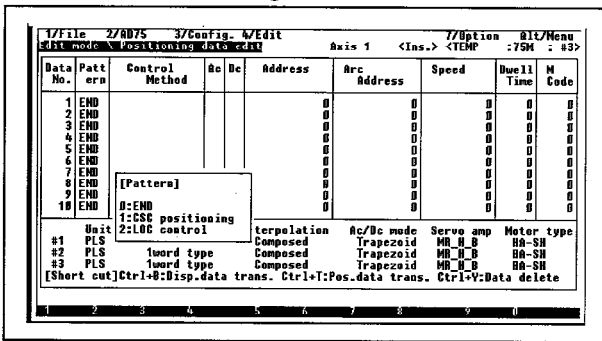 1/File 2/AD75 3/Config. 4/Edit 7/Option Alt/Menu
Edit mode \ Positioning data edit Axis 1 <Ins.> <TEMP :75M : #3>
Data No. Pattern Control Method Ac Dc Address Arc Address Speed Dwell Time M Code
1 END 0 0 0 0 0
2 END 0 0 0 0 0
3 END 0 0 0 0 0
4 END 0 0 0 0 0
5 END 0 0 0 0 0
6 END 0 0 0 0 0
7 END 0 0 0 0 0
8 END 0 0 0 0 0
9 END 0 0 0 0 0
10 END 0 0 0 0 0
[Pattern]
0:END
1:CSC positioning
2:LOC control
Unit terpolation Ac/Dc mode Servo amp Motor type
#1 PLS Composed Trapezoid MR_H_B HA-SH
#2 PLS 1word type Composed Trapezoid MR_H_B HA-SH
#3 PLS 1word type Composed Trapezoid MR_H_B HA-SH
[Short cut]Ctrl+B:Disp.data trans. Ctrl+T:Pos.data trans. Ctrl+Y:Data delete
1 2 3 4 7 8 9 0